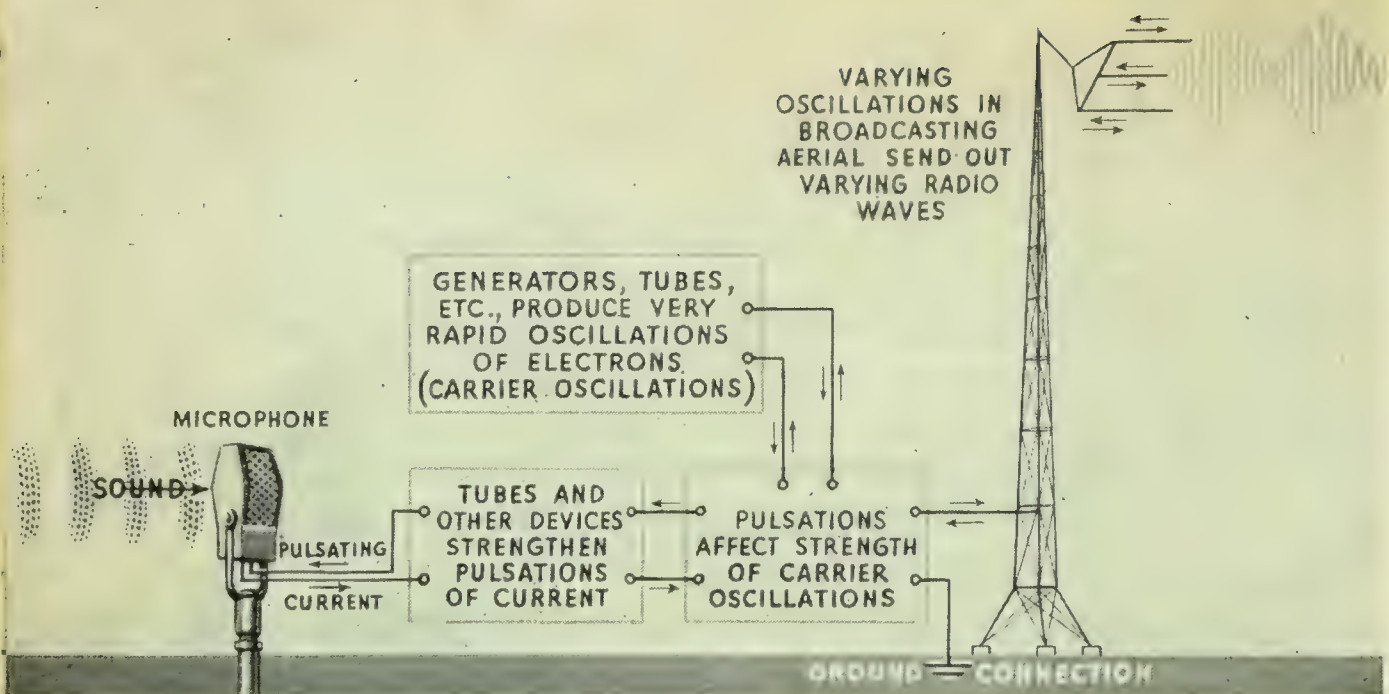 VARYING
OSCILLATIONS IN
BROADCASTING
AERIAL SEND OUT
VARYING RADIO
WAVES
GENERATORS, TUBES,
ETC., PRODUCE VERY
RAPID OSCILLATIONS
OF ELECTRONS
(CARRIER OSCILLATIONS)
MICROPHONE
SOUND
PULSATING
CURRENT
TUBES AND
OTHER DEVICES
STRENGTHEN
PULSATIONS
OF CURRENT
PULSATIONS
AFFECT STRENGTH
OF CARRIER
OSCILLATIONS
GROUND CONNECTION